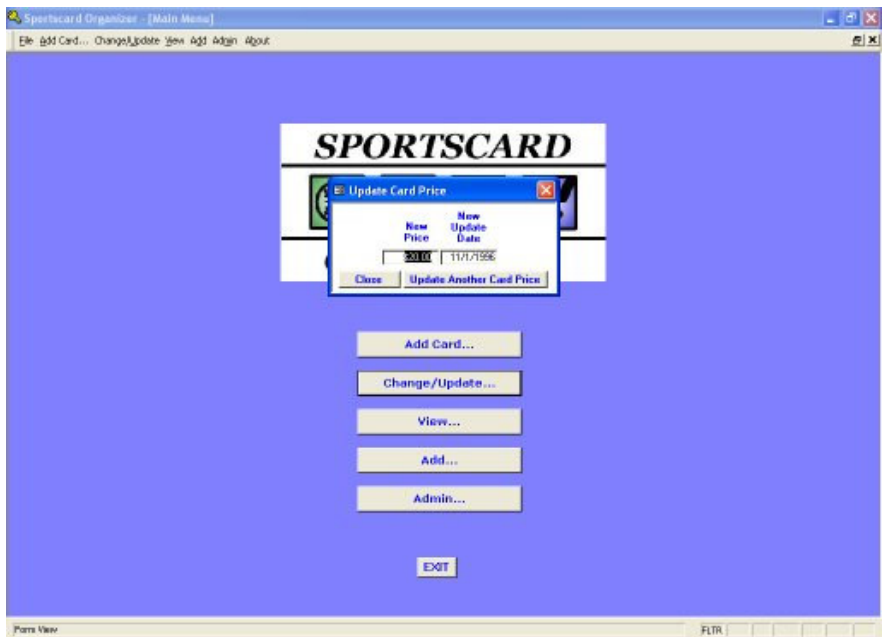 Sportscard Organizer - [Main Menu]
File Add Card... Change/Update View Add Admin About
SPORTSCARD
Update Card Price
New Price
New Update Date
$20.00 11/1/1996
Close Update Another Card Price
Add Card...
Change/Update...
View...
Add...
Admin...
EXIT
Form View FLTR